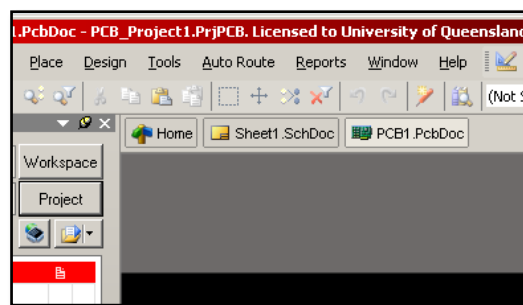 1.PcbDoc - PCB_Project1.PrjPCB. Licensed to University of Queensland
Place Design Tools Auto Route Reports Window Help
(Not S
Home Sheet1.SchDoc PCB1.PcbDoc
Workspace
Project